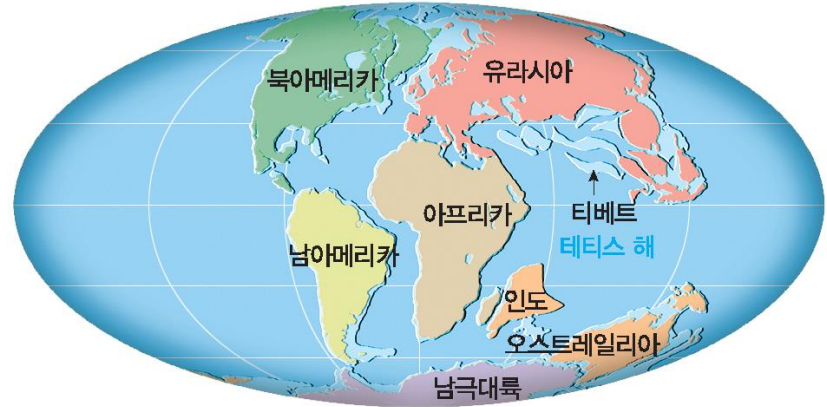 북아메리카
유라시아
아프리카
티베트
테티스 해
남아메리카
인도
오스트레일리아
남극대륙